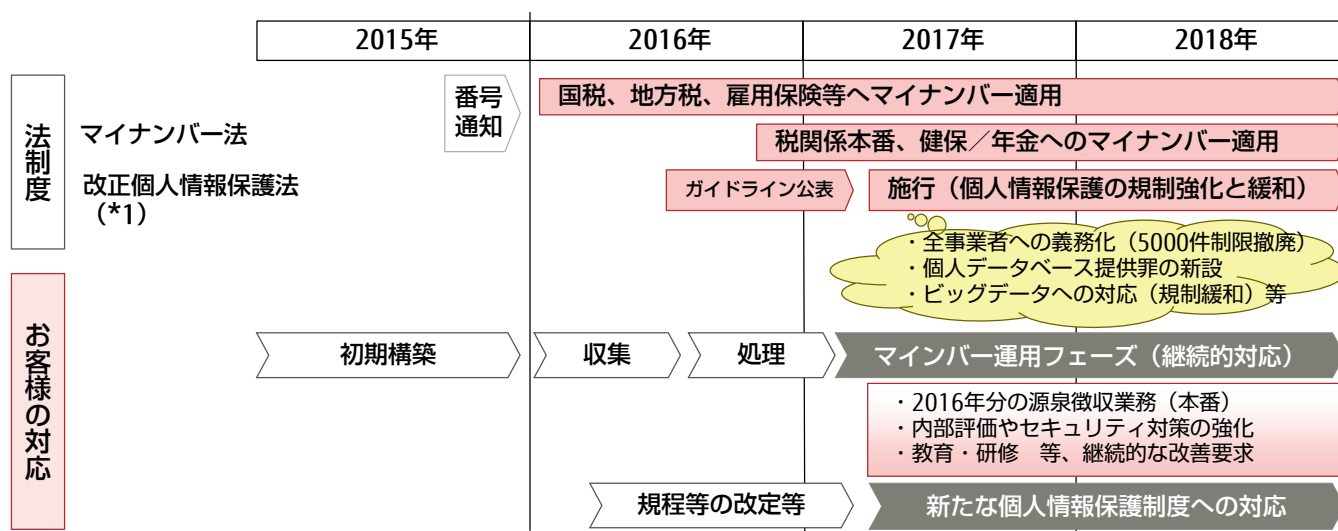 2015年
2016年
2017年
2018年
法制度
マイナンバー法
改正個人情報保護法
（*1）
番号
通知
国税、地方税、雇用保険等へマイナンバー適用
税関係本番、健保／年金へのマイナンバー適用
ガイドライン公表
施行（個人情報保護の規制強化と緩和）
・全事業者への義務化（5000件制限撤廃）
・個人データベース提供罪の新設
・ビッグデータへの対応（規制緩和）等
お客様の対応
初期構築
収集
処理
マインバー運用フェーズ（継続的対応）
・2016年分の源泉徴収業務（本番）
・内部評価やセキュリティ対策の強化
・教育・研修　等、継続的な改善要求
規程等の改定等
新たな個人情報保護制度への対応